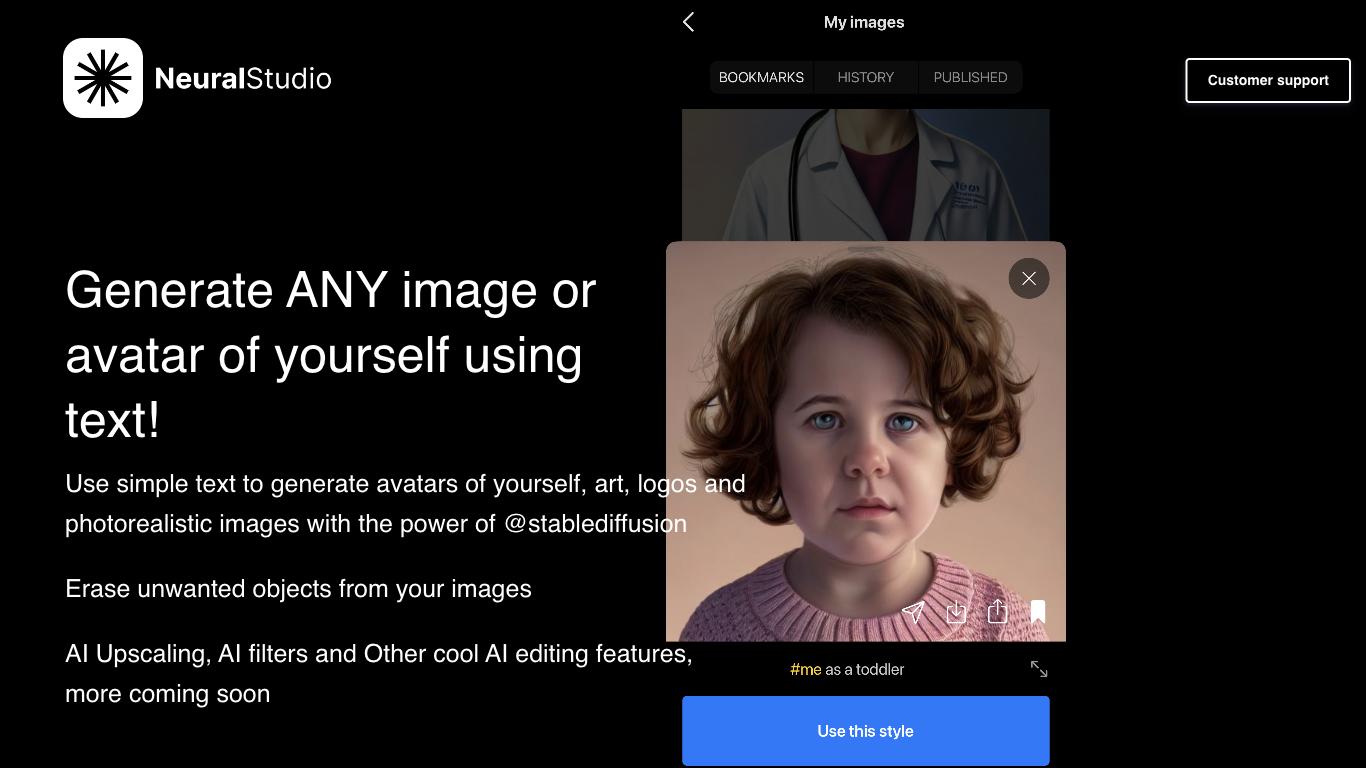 NeuralStudio
My images
BOOKMARKS
HISTORY
PUBLISHED
Customer support
Generate ANY image or
avatar of yourself using
text!
Use simple text to generate avatars of yourself, art, logos and
photorealistic images with the power of @stablediffusion
Erase unwanted objects from your images
AI Upscaling, AI filters and Other cool AI editing features,
more coming soon
#me as a toddler
Use this style